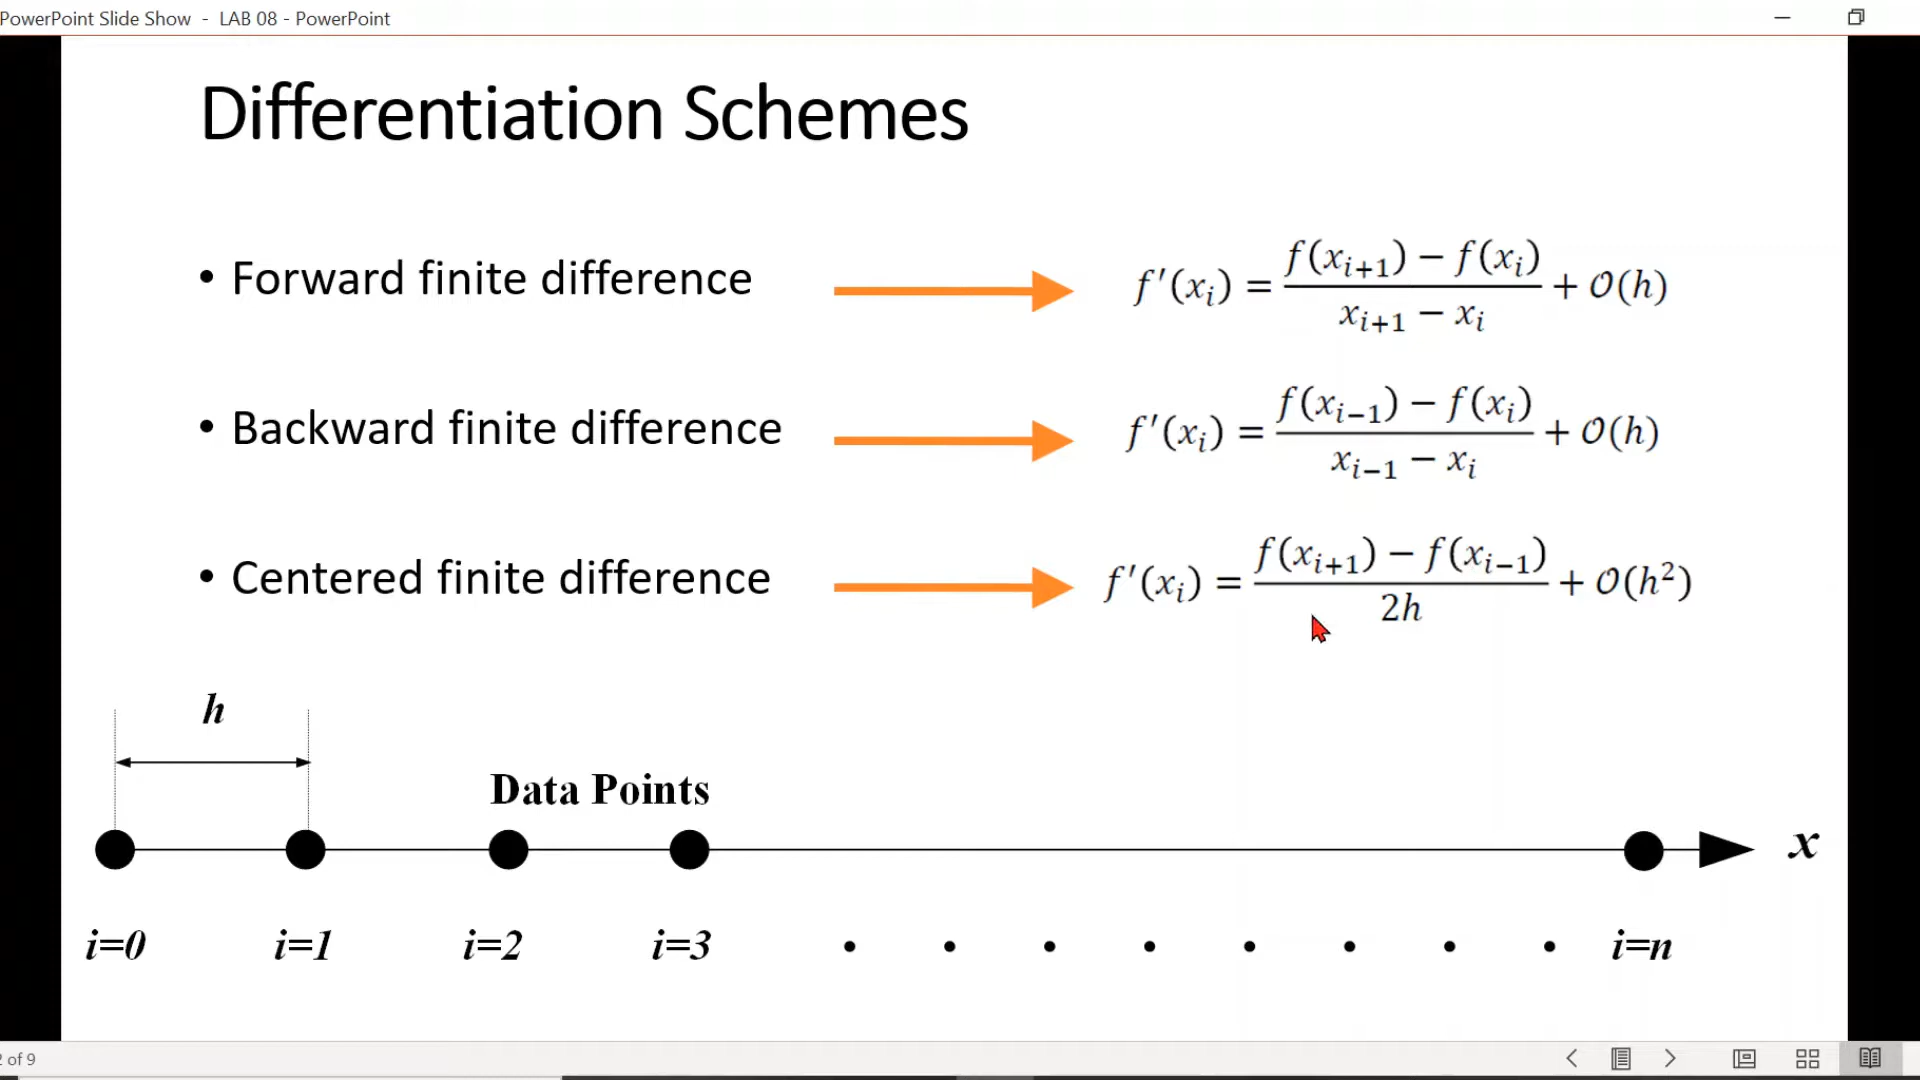 PowerPoint Slide Show - LAB 08 - PowerPoint
Differentiation Schemes
• Forward finite difference f′(xᵢ) = (f(xᵢ₊₁) − f(xᵢ)) / (xᵢ₊₁ − xᵢ) + 𝒪(h)
• Backward finite difference f′(xᵢ) = (f(xᵢ₋₁) − f(xᵢ)) / (xᵢ₋₁ − xᵢ) + 𝒪(h)
• Centered finite difference f′(xᵢ) = (f(xᵢ₊₁) − f(xᵢ₋₁)) / 2h + 𝒪(h²)
h
Data Points
x
i=0 i=1 i=2 i=3 . . . . . . . . i=n
2 of 9